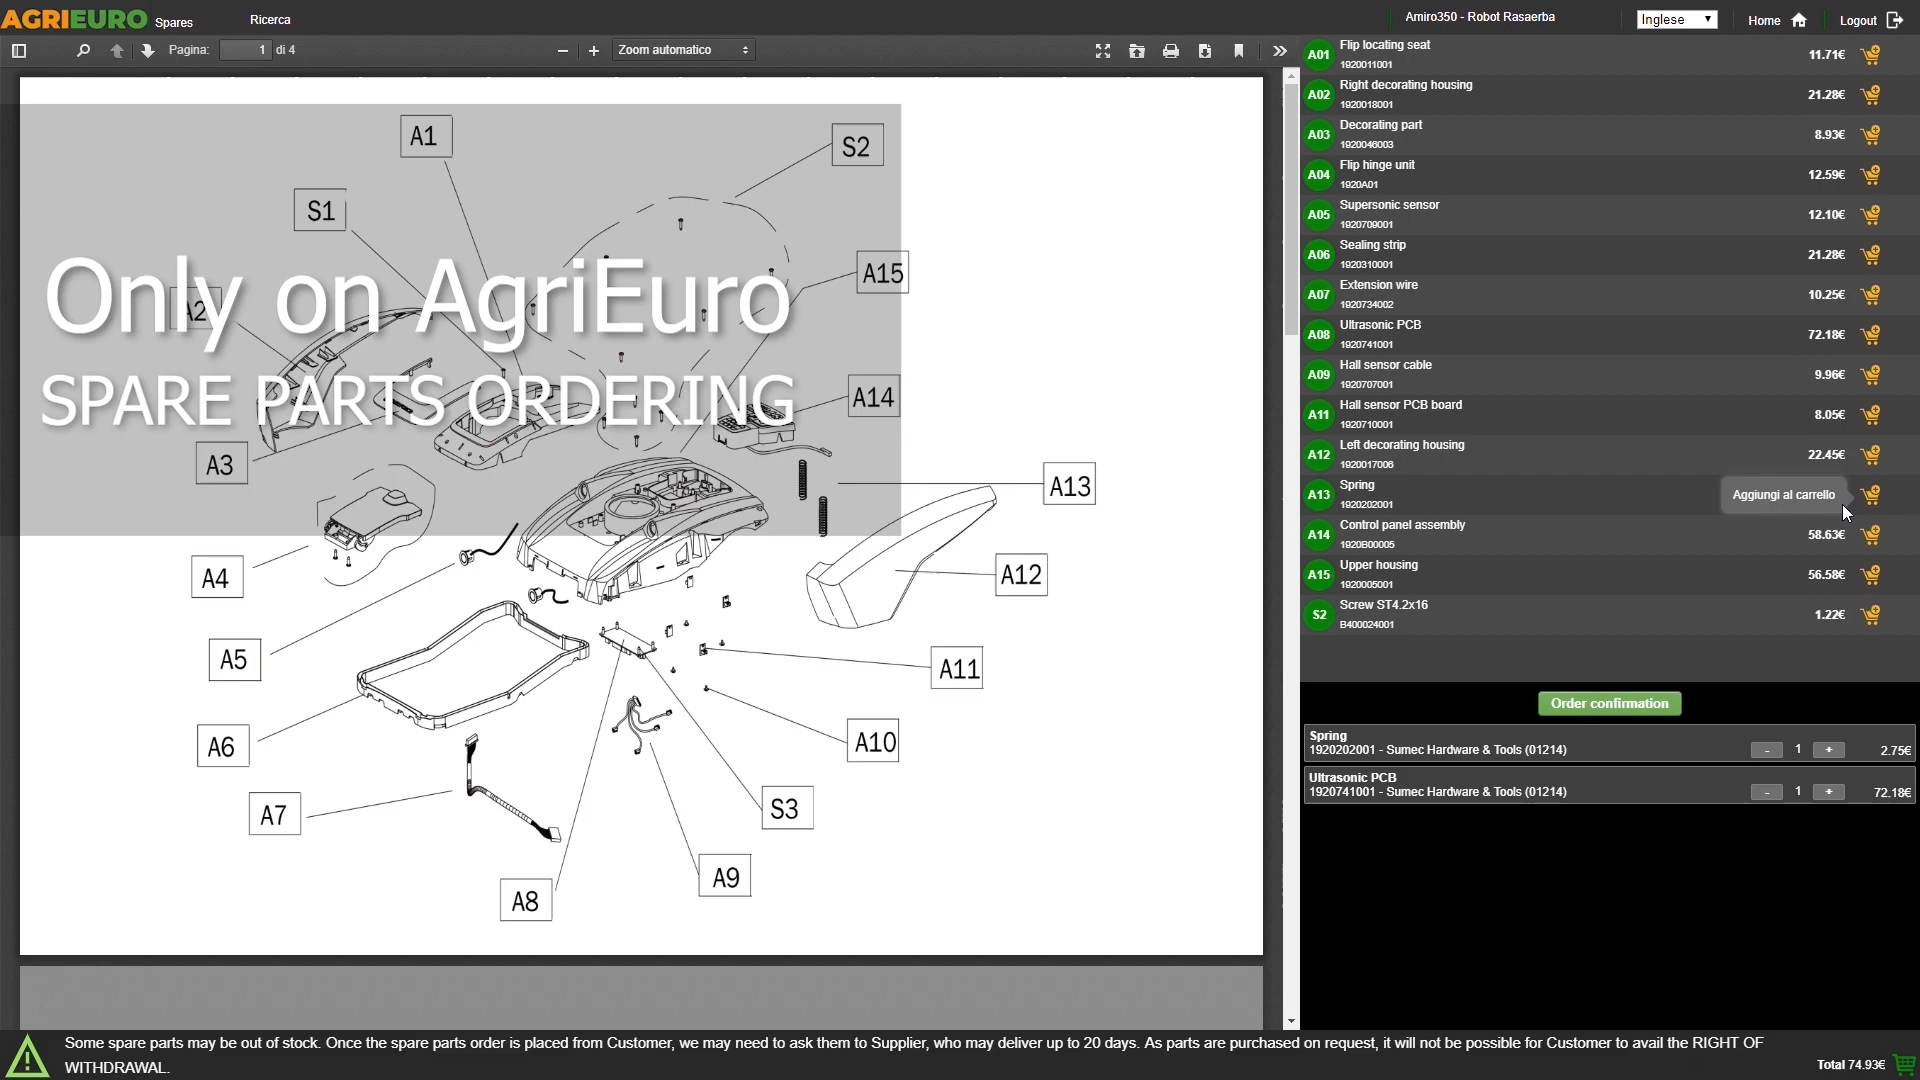 AGRIEURO Spares
Ricerca
Amiro350 - Robot Rasaerba
Inglese
Home
Logout
Pagina: 1 di 4
Zoom automatico
A1
S2
S1
A15
A2
Only on AgriEuro
SPARE PARTS ORDERING
A14
A3
A13
A4
A12
A5
A11
A6
A10
A7
S3
A9
A8
A01 Flip locating seat 11.71€
1920011001
A02 Right decorating housing 21.28€
1920018001
A03 Decorating part 8.93€
1920046003
A04 Flip hinge unit 12.59€
1920A01
A05 Supersonic sensor 12.10€
1920709001
A06 Sealing strip 21.28€
1920310001
A07 Extension wire 10.25€
1920734002
A08 Ultrasonic PCB 72.18€
1920741001
A09 Hall sensor cable 9.96€
1920707001
A11 Hall sensor PCB board 8.05€
1920710001
A12 Left decorating housing 22.45€
1920017006
A13 Spring Aggiungi al carrello
1920202001
A14 Control panel assembly 58.63€
1920B00005
A15 Upper housing 56.58€
1920005001
S2 Screw ST4.2x16 1.22€
B400024001
Order confirmation
Spring
1920202001 - Sumec Hardware & Tools (01214) - 1 + 2.75€
Ultrasonic PCB
1920741001 - Sumec Hardware & Tools (01214) - 1 + 72.18€
Some spare parts may be out of stock. Once the spare parts order is placed from Customer, we may need to ask them to Supplier, who may deliver up to 20 days. As parts are purchased on request, it will not be possible for Customer to avail the RIGHT OF
WITHDRAWAL.
Total 74.93€